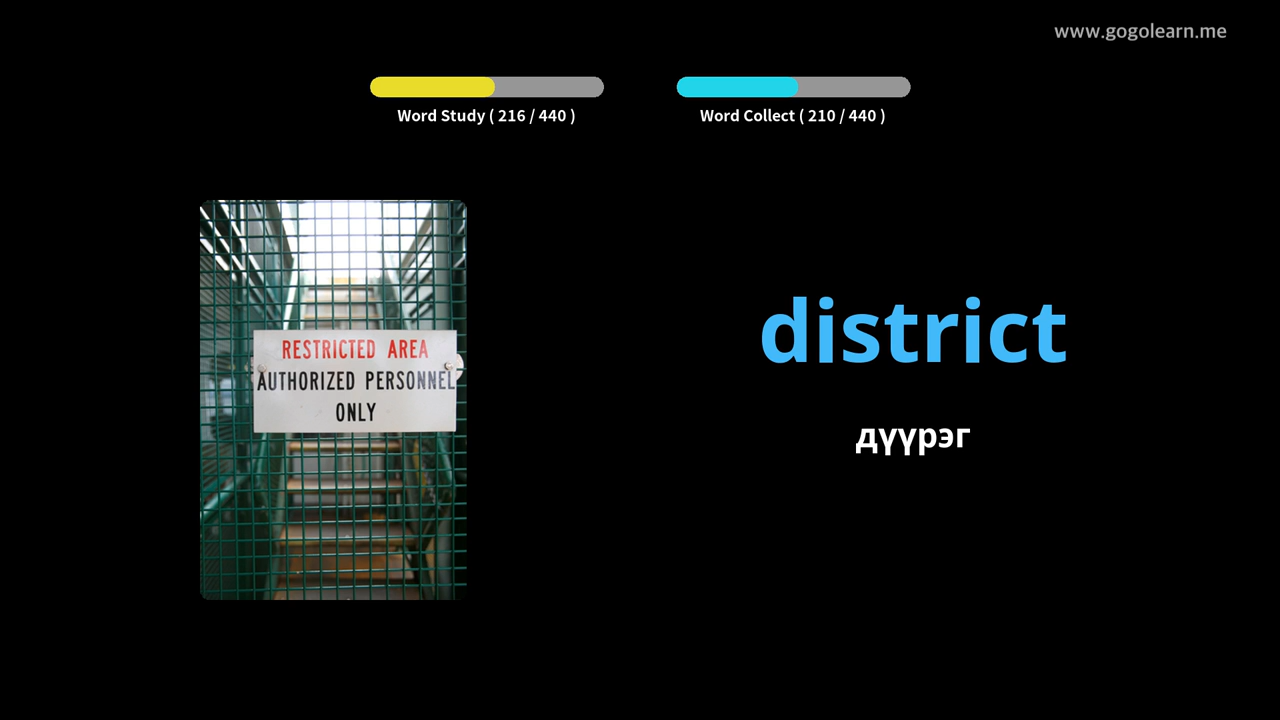 www.gogolearn.me
Word Study ( 216 / 440 )
Word Collect ( 210 / 440 )
RESTRICTED AREA
AUTHORIZED PERSONNEL
ONLY
district
дүүрэг